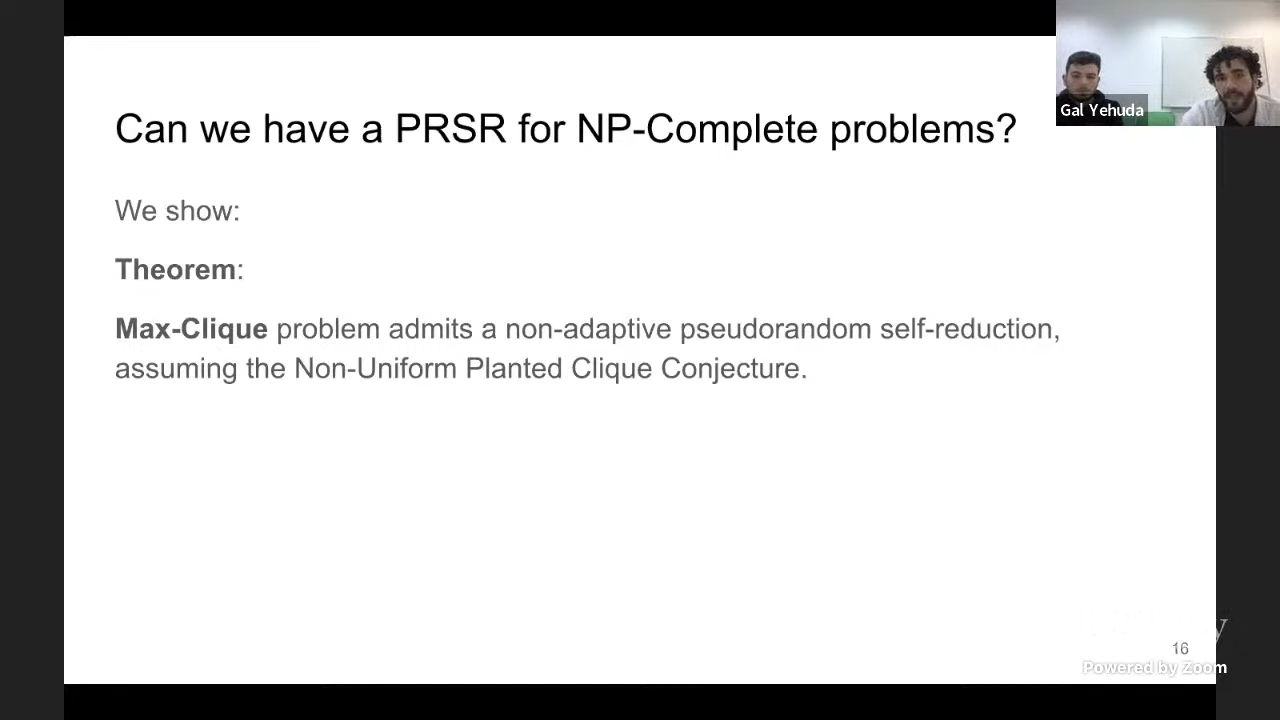 Gal Yehuda
Can we have a PRSR for NP-Complete problems?
We show:
Theorem:
Max-Clique problem admits a non-adaptive pseudorandom self-reduction,
assuming the Non-Uniform Planted Clique Conjecture.
16
Powered by Zoom